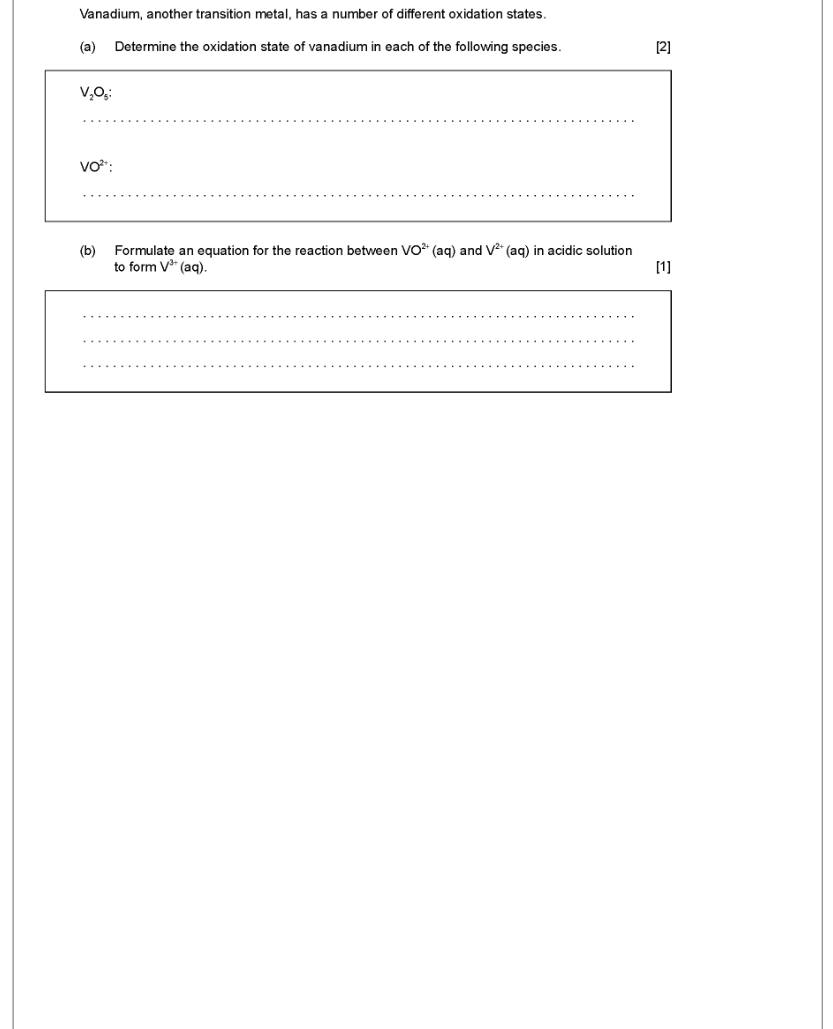 Vanadium, another transition metal, has a number of different oxidation states.
(a) Determine the oxidation state of vanadium in each of the following species. [2]
V₂O₅:
VO²⁺:
(b) Formulate an equation for the reaction between VO²⁺ (aq) and V²⁺ (aq) in acidic solution
to form V³⁺ (aq). [1]